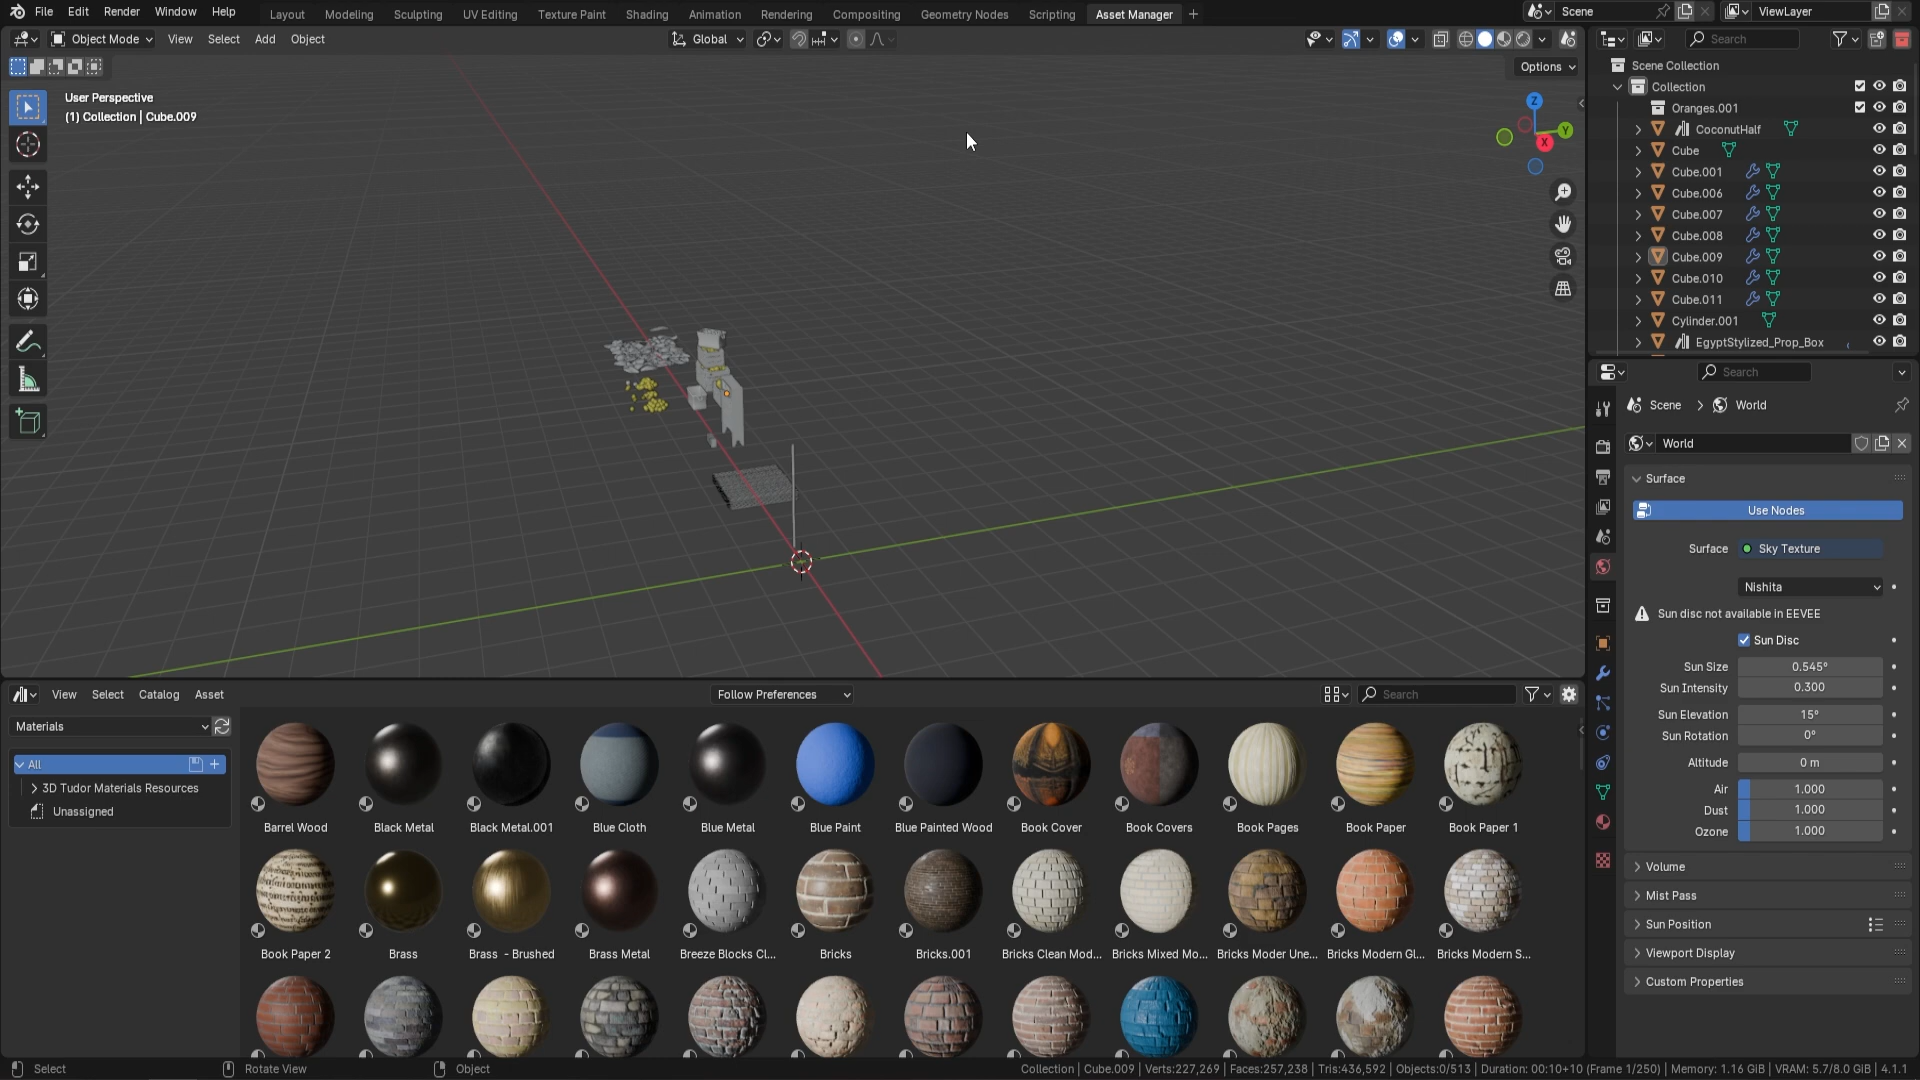 File Edit Render Window Help
Layout Modeling Sculpting UV Editing Texture Paint Shading Animation Rendering Compositing Geometry Nodes Scripting Asset Manager +
Scene
ViewLayer
Object Mode View Select Add Object
Global
Options
User Perspective
(1) Collection | Cube.009
Z
Y
X
Search
Scene Collection
Collection
Oranges.001
CoconutHalf
Cube
Cube.001
Cube.006
Cube.007
Cube.008
Cube.009
Cube.010
Cube.011
Cylinder.001
EgyptStylized_Prop_Box
Search
Scene > World
World
Surface
Use Nodes
Surface Sky Texture
Nishita
Sun disc not available in EEVEE
Sun Disc
Sun Size 0.545°
Sun Intensity 0.300
Sun Elevation 15°
Sun Rotation 0°
Altitude 0 m
Air 1.000
Dust 1.000
Ozone 1.000
Volume
Mist Pass
Sun Position
Viewport Display
Custom Properties
View Select Catalog Asset
Follow Preferences
Search
Materials
All
3D Tudor Materials Resources
Unassigned
Barrel Wood Black Metal Black Metal.001 Blue Cloth Blue Metal Blue Paint Blue Painted Wood Book Cover Book Covers Book Pages Book Paper Book Paper 1
Book Paper 2 Brass Brass - Brushed Brass Metal Breeze Blocks Cl... Bricks Bricks.001 Bricks Clean Mod... Bricks Mixed Mo... Bricks Moder Une... Bricks Modern Gl... Bricks Modern S...
Select Rotate View Object
Collection | Cube.009 | Verts:227,269 | Faces:257,238 | Tris:436,592 | Objects:0/513 | Duration: 00:10+10 (Frame 1/250) | Memory: 1.16 GiB | VRAM: 5.7/8.0 GiB | 4.1.1